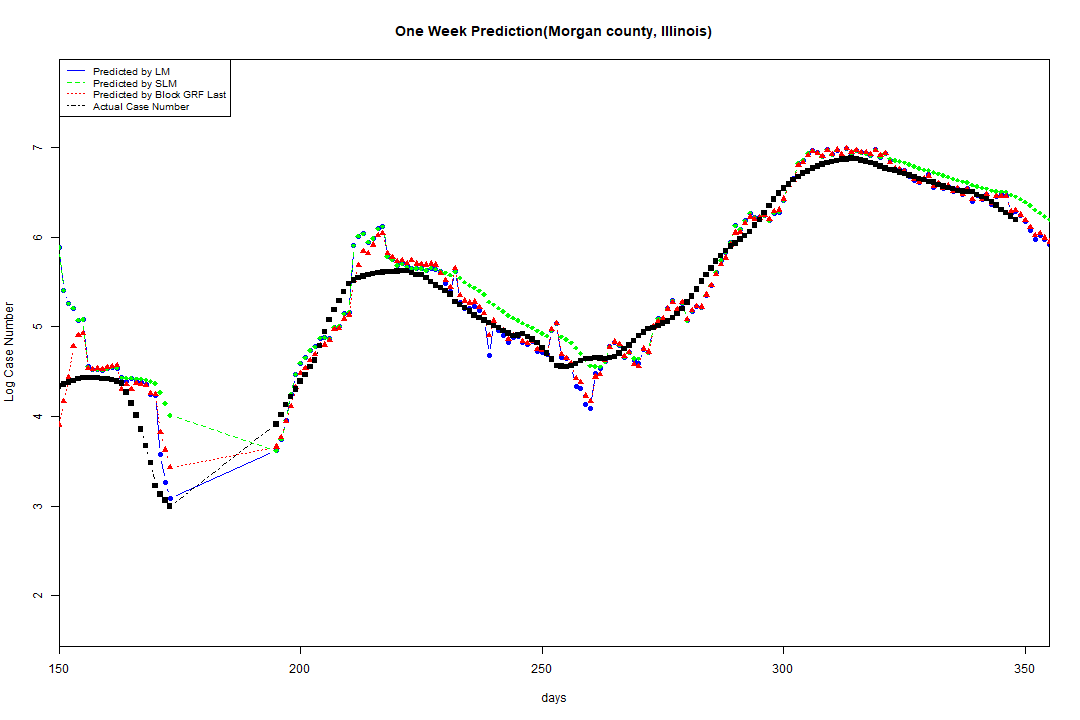 One Week Prediction(Morgan county, Illinois)
Predicted by LM
Predicted by SLM
Predicted by Block GRF Last
Actual Case Number
Log Case Number
7
6
5
4
3
2
150 200 250 300 350
days